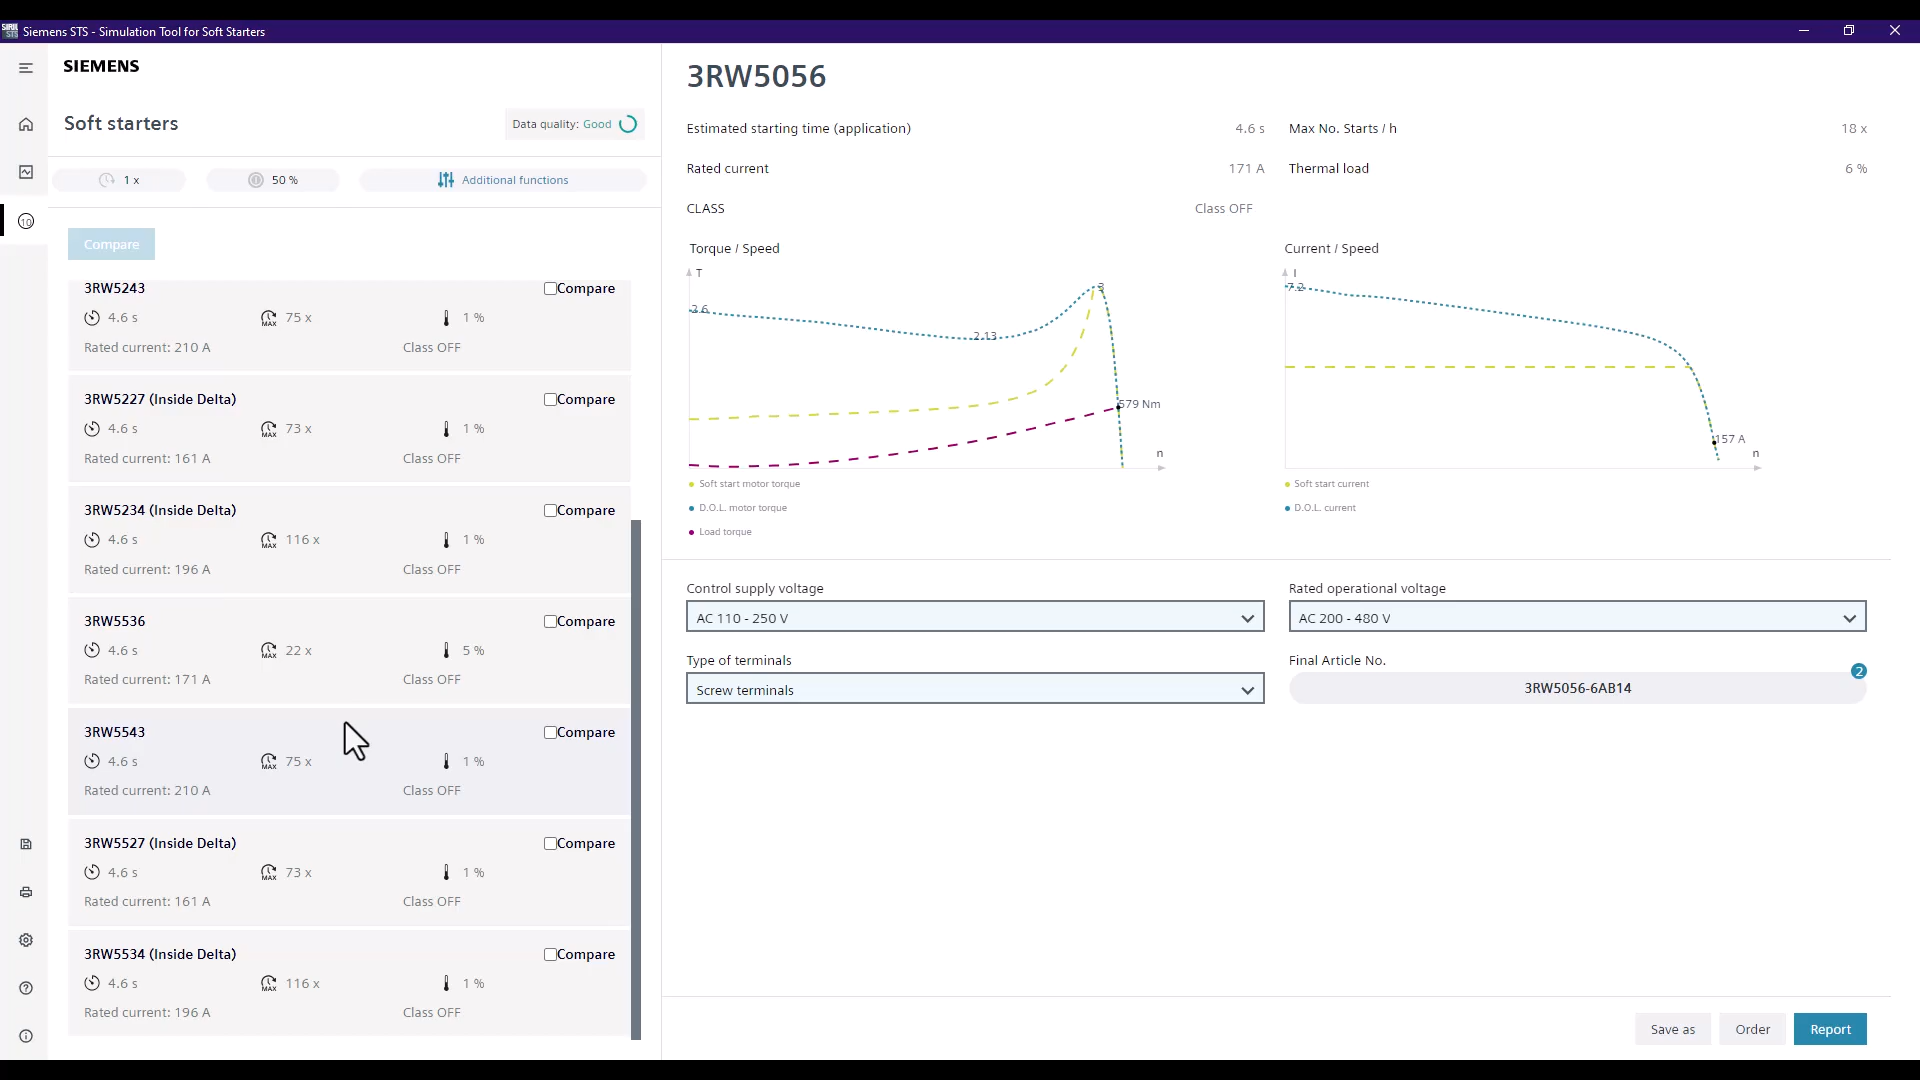 Siemens STS - Simulation Tool for Soft Starters
SIEMENS
Soft starters
Data quality: Good
1 x
50 %
Additional functions
Compare
3RW5243
Compare
4.6 s
MAX
75 x
1 %
Rated current: 210 A
Class OFF
3RW5227 (Inside Delta)
Compare
4.6 s
MAX
73 x
1 %
Rated current: 161 A
Class OFF
3RW5234 (Inside Delta)
Compare
4.6 s
MAX
116 x
1 %
Rated current: 196 A
Class OFF
3RW5536
Compare
4.6 s
MAX
22 x
5 %
Rated current: 171 A
Class OFF
3RW5543
Compare
4.6 s
MAX
75 x
1 %
Rated current: 210 A
Class OFF
3RW5527 (Inside Delta)
Compare
4.6 s
MAX
73 x
1 %
Rated current: 161 A
Class OFF
3RW5534 (Inside Delta)
Compare
4.6 s
MAX
116 x
1 %
Rated current: 196 A
Class OFF
3RW5056
Estimated starting time (application)
4.6 s
Max No. Starts / h
18 x
Rated current
171 A
Thermal load
6 %
CLASS
Class OFF
Torque / Speed
T
2.6
2.13
3
579 Nm
n
Soft start motor torque
D.O.L. motor torque
Load torque
Current / Speed
I
7.2
157 A
n
Soft start current
D.O.L. current
Control supply voltage
AC 110 - 250 V
Rated operational voltage
AC 200 - 480 V
Type of terminals
Screw terminals
Final Article No.
2
3RW5056-6AB14
Save as
Order
Report